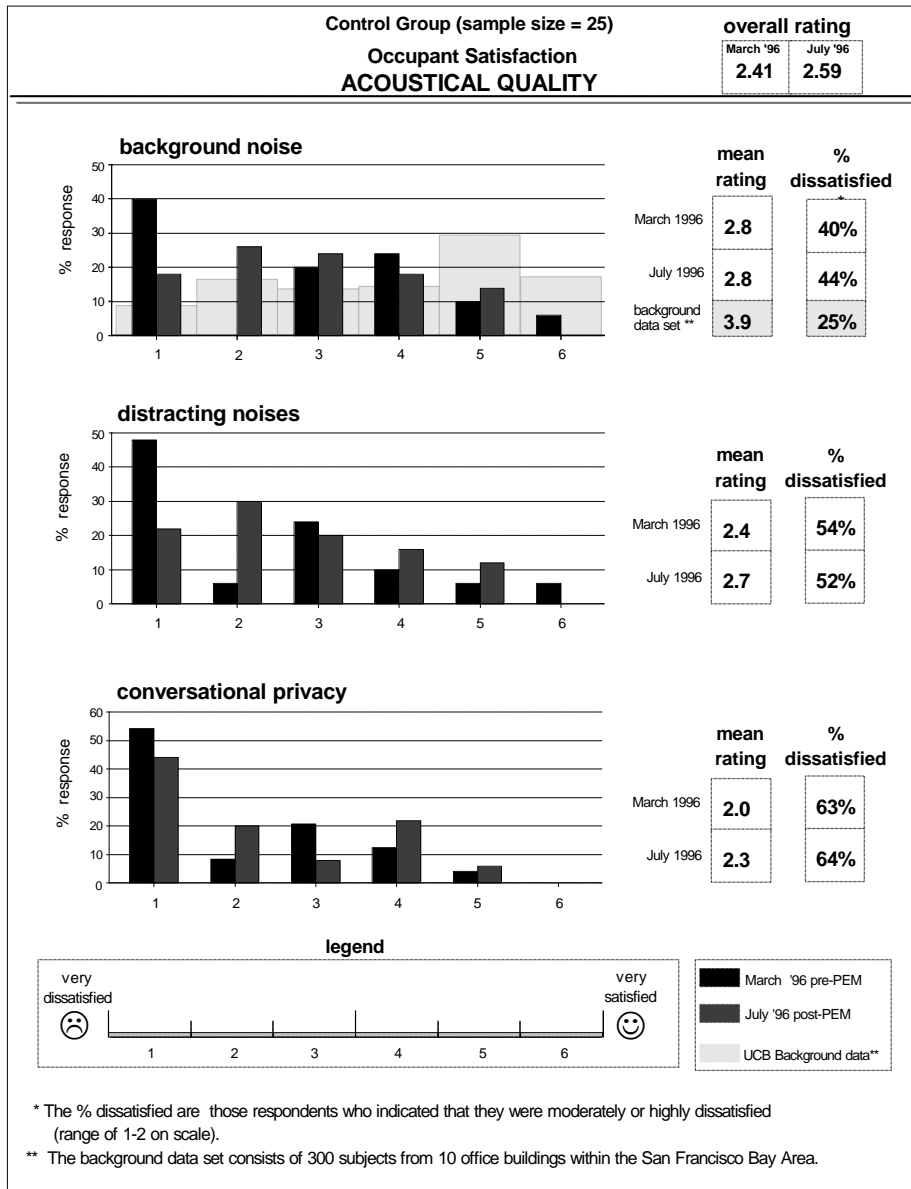 Control Group (sample size = 25)
Occupant Satisfaction
ACOUSTICAL QUALITY
overall rating
March '96 July '96
2.41 2.59
background noise
% response
50
40
30
20
10
0
1 2 3 4 5 6
mean rating
% dissatisfied *
March 1996 2.8 40%
July 1996 2.8 44%
background data set ** 3.9 25%
distracting noises
% response
50
40
30
20
10
0
1 2 3 4 5 6
mean rating
% dissatisfied
March 1996 2.4 54%
July 1996 2.7 52%
conversational privacy
% response
60
50
40
30
20
10
0
1 2 3 4 5 6
mean rating
% dissatisfied
March 1996 2.0 63%
July 1996 2.3 64%
legend
very dissatisfied
very satisfied
1 2 3 4 5 6
March '96 pre-PEM
July '96 post-PEM
UCB Background data**
* The % dissatisfied are those respondents who indicated that they were moderately or highly dissatisfied
(range of 1-2 on scale).
** The background data set consists of 300 subjects from 10 office buildings within the San Francisco Bay Area.